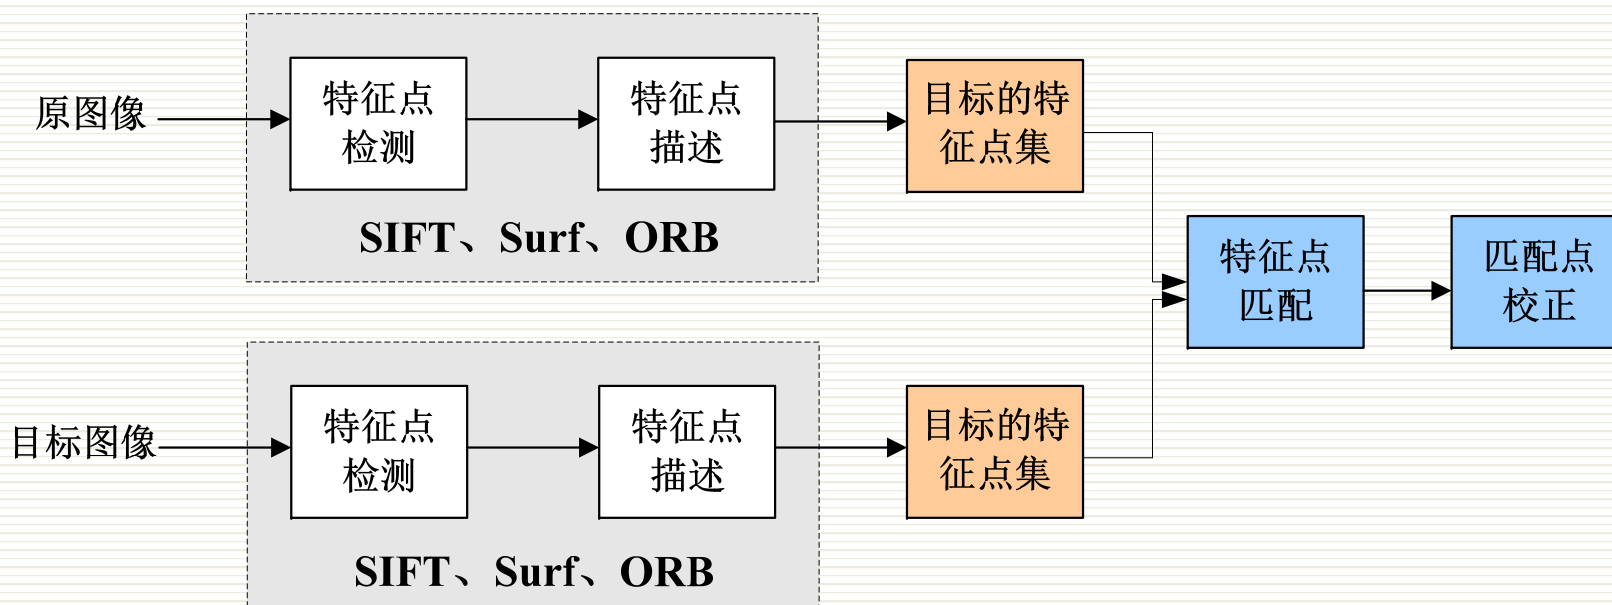 原图像
特征点
检测
特征点
描述
SIFT、Surf、ORB
目标的特
征点集
目标图像
特征点
检测
特征点
描述
SIFT、Surf、ORB
目标的特
征点集
特征点
匹配
匹配点
校正